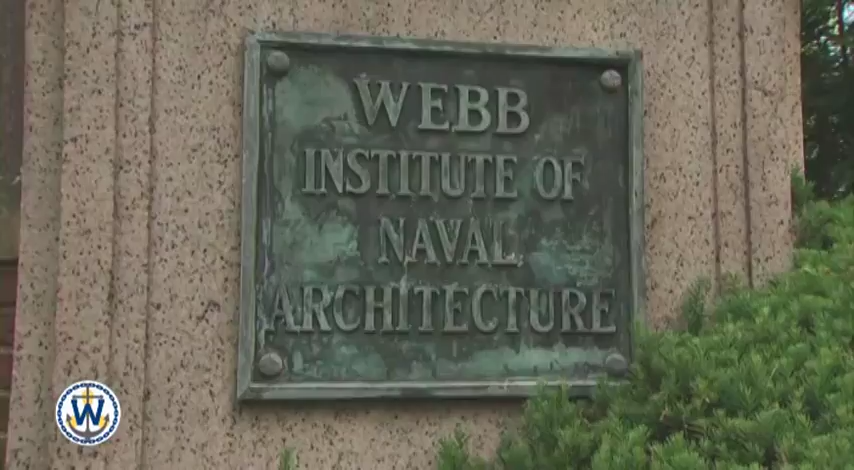 WEBB
INSTITUTE OF
NAVAL
ARCHITECTURE
W